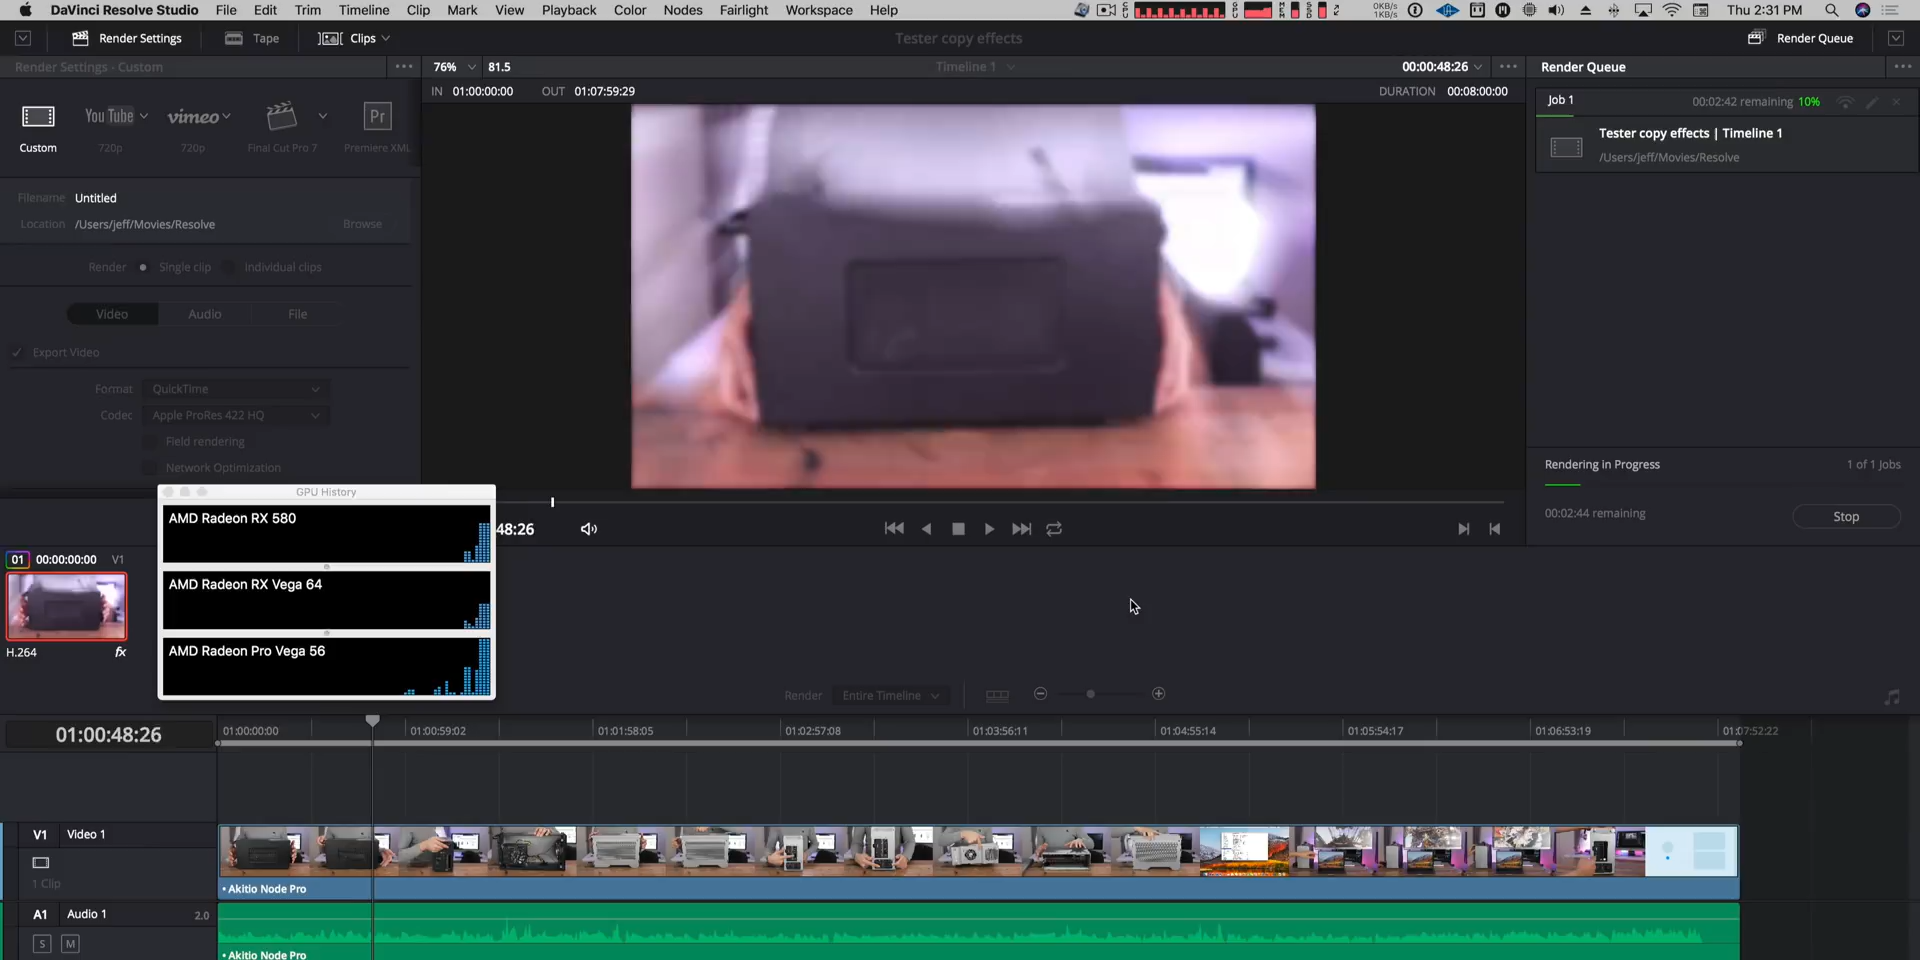 DaVinci Resolve Studio File Edit Trim Timeline Clip Mark View Playback Color Nodes Fairlight Workspace Help
0KB/s
1KB/s
Thu 2:31 PM
Render Settings Tape Clips Tester copy effects Render Queue
Render Settings - Custom
76% 81.5 Timeline 1 00:00:48:26
IN 01:00:00:00 OUT 01:07:59:29 DURATION 00:08:00:00
YouTube vimeo Pr
Custom 720p 720p Final Cut Pro 7 Premiere XML
Filename Untitled
Location /Users/jeff/Movies/Resolve Browse
Render Single clip Individual clips
Video Audio File
Export Video
Format QuickTime
Codec Apple ProRes 422 HQ
Field rendering
Network Optimization
Render Queue
Job 1 00:02:42 remaining 10%
Tester copy effects | Timeline 1
/Users/jeff/Movies/Resolve
Rendering in Progress 1 of 1 Jobs
00:02:44 remaining Stop
GPU History
AMD Radeon RX 580
AMD Radeon RX Vega 64
AMD Radeon Pro Vega 56
48:26
01 00:00:00:00 V1
H.264 fx
Render Entire Timeline
01:00:48:26
01:00:00:00 01:00:59:02 01:01:58:05 01:02:57:08 01:03:56:11 01:04:55:14 01:05:54:17 01:06:53:19 01:07:52:22
V1 Video 1
1 Clip
• Akitio Node Pro
A1 Audio 1 2.0
S M
• Akitio Node Pro